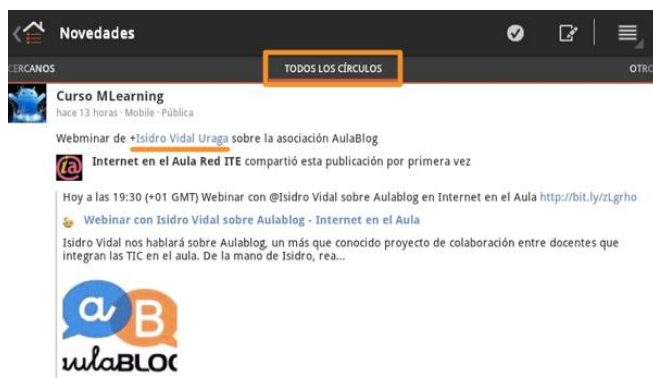 Novedades
CERCANOS
TODOS LOS CÍRCULOS
OTRO
Curso MLearning
hace 13 horas · Mobile · Pública
Webminar de +Isidro Vidal Uraga sobre la asociación AulaBlog
Internet en el Aula Red ITE compartió esta publicación por primera vez
Hoy a las 19:30 (+01 GMT) Webinar con @Isidro Vidal sobre Aulablog en Internet en el Aula http://bit.ly/zLgrho
Webinar con Isidro Vidal sobre Aulablog - Internet en el Aula
Isidro Vidal nos hablará sobre Aulablog, un más que conocido proyecto de colaboración entre docentes que
integran las TIC en el aula. De la mano de Isidro, rea...
a B
aulaBLOG